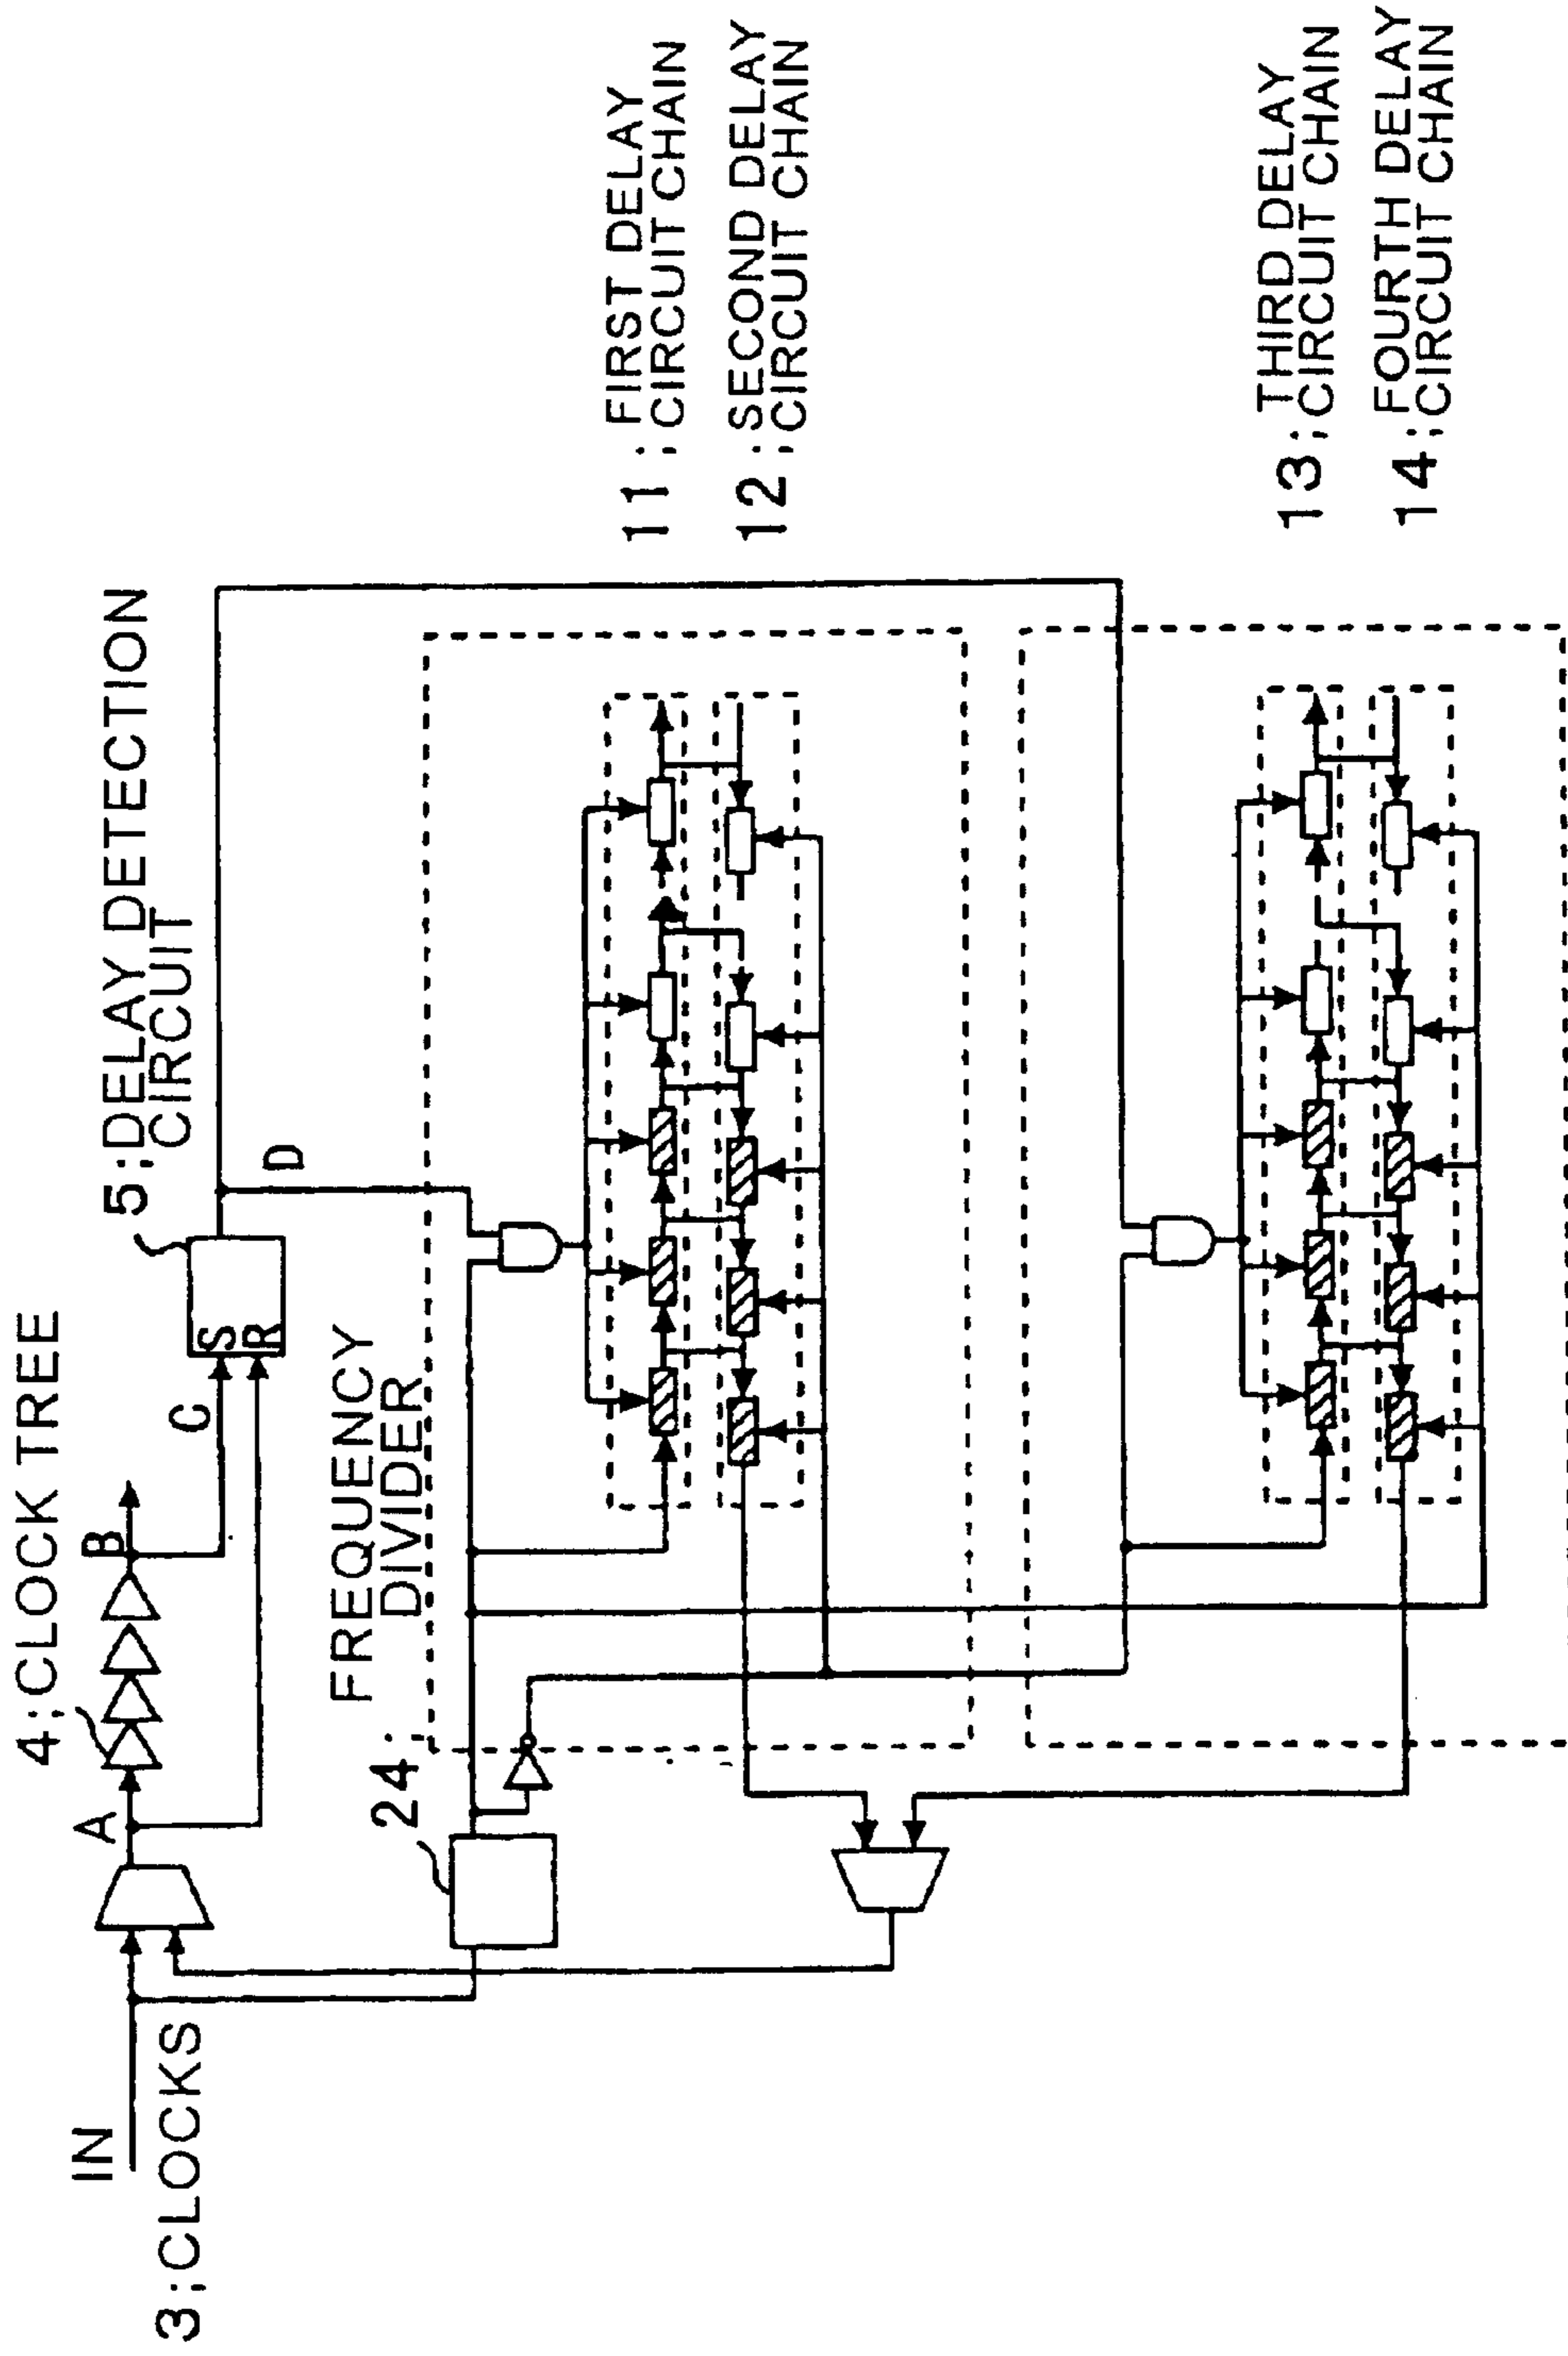 4; CLOCK TREE
5; DELAY DETECTION
CIRCUIT
IN
A
B
C
S
R
D
3; CLOCKS
24; FREQUENCY
DIVIDER
11; FIRST DELAY
CIRCUIT CHAIN
12; SECOND DELAY
CIRCUIT CHAIN
13; THIRD DELAY
CIRCUIT CHAIN
14; FOURTH DELAY
CIRCUIT CHAIN